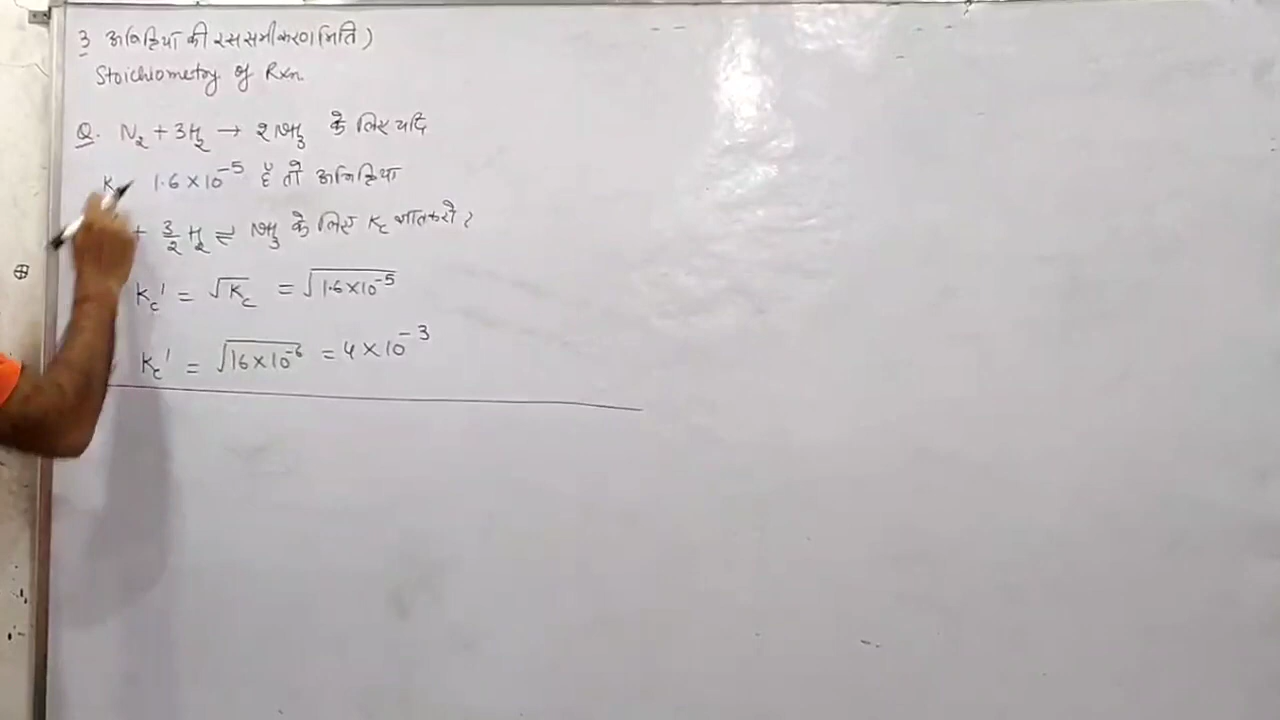 3 अभिक्रिया की रससमीकरणमिति )
Stoichiometry of Rxn.
Q. N₂ + 3H₂ → 2NH₃ के लिए यदि
K 1.6 × 10⁻⁵ है तो अभिक्रिया
+ 3/2 H₂ ⇌ NH₃ के लिए Kc ज्ञात करो ?
Kc' = √Kc = √1.6×10⁻⁵
Kc' = √16×10⁻⁶ = 4 × 10⁻³